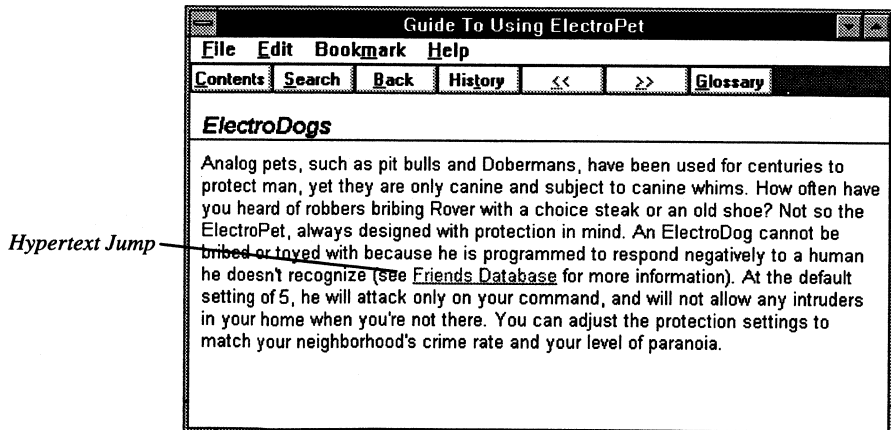 Guide To Using ElectroPet
File Edit Bookmark Help
Contents Search Back History << >> Glossary
ElectroDogs
Analog pets, such as pit bulls and Dobermans, have been used for centuries to
protect man, yet they are only canine and subject to canine whims. How often have
you heard of robbers bribing Rover with a choice steak or an old shoe? Not so the
ElectroPet, always designed with protection in mind. An ElectroDog cannot be
bribed or toyed with because he is programmed to respond negatively to a human
he doesn't recognize (see Friends Database for more information). At the default
setting of 5, he will attack only on your command, and will not allow any intruders
in your home when you're not there. You can adjust the protection settings to
match your neighborhood's crime rate and your level of paranoia.
Hypertext Jump